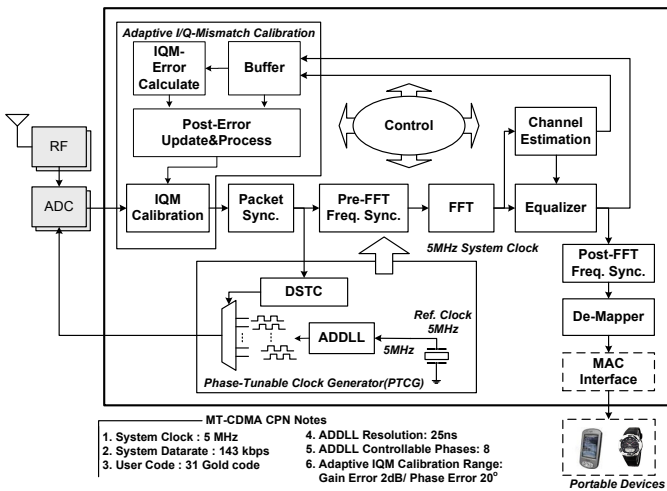 Adaptive I/Q-Mismatch Calibration
IQM-
Error
Calculate
Buffer
Post-Error
Update&Process
Control
Channel
Estimation
RF
ADC
IQM
Calibration
Packet
Sync.
Pre-FFT
Freq. Sync.
FFT
Equalizer
5MHz System Clock
Post-FFT
Freq. Sync.
DSTC
De-Mapper
Ref. Clock
5MHz
ADDLL
5MHz
MAC
Interface
Phase-Tunable Clock Generator(PTCG)
MT-CDMA CPN Notes
1. System Clock : 5 MHz
2. System Datarate : 143 kbps
3. User Code : 31 Gold code
4. ADDLL Resolution: 25ns
5. ADDLL Controllable Phases: 8
6. Adaptive IQM Calibration Range:
Gain Error 2dB/ Phase Error 20°
Portable Devices